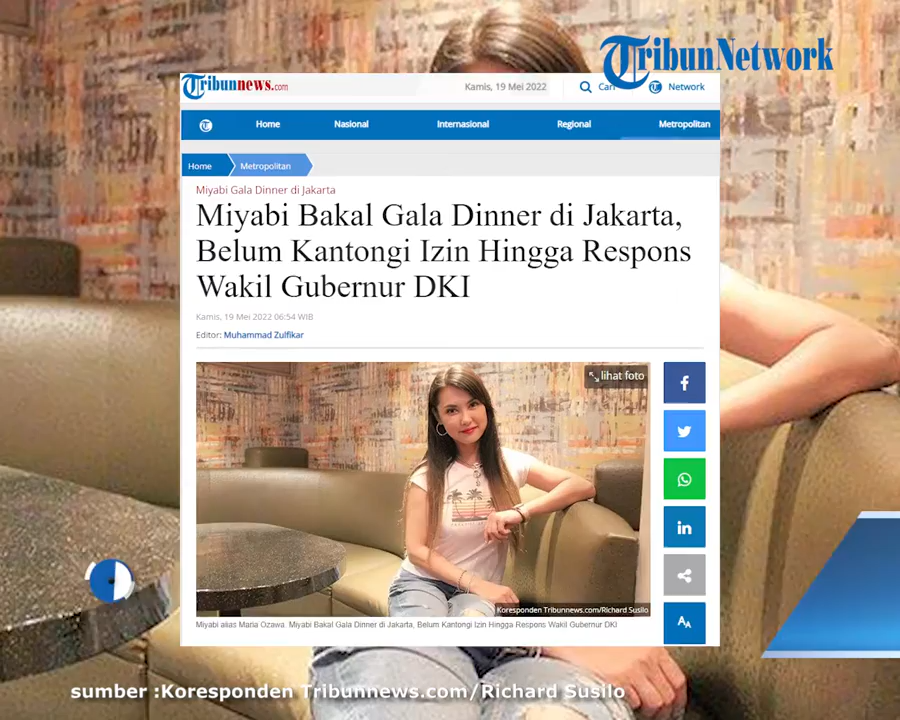 TribunNetwork
Tribunnews.com
Kamis, 19 Mei 2022
Cari
Network
Home
Nasional
Internasional
Regional
Metropolitan
Home
Metropolitan
Miyabi Gala Dinner di Jakarta
Miyabi Bakal Gala Dinner di Jakarta,
Belum Kantongi Izin Hingga Respons
Wakil Gubernur DKI
Kamis, 19 Mei 2022 06:54 WIB
Editor: Muhammad Zulfikar
lihat foto
Koresponden Tribunnews.com/Richard Susilo
Miyabi alias Maria Ozawa. Miyabi Bakal Gala Dinner di Jakarta, Belum Kantongi Izin Hingga Respons Wakil Gubernur DKI
AA
sumber :Koresponden Tribunnews.com/Richard Susilo